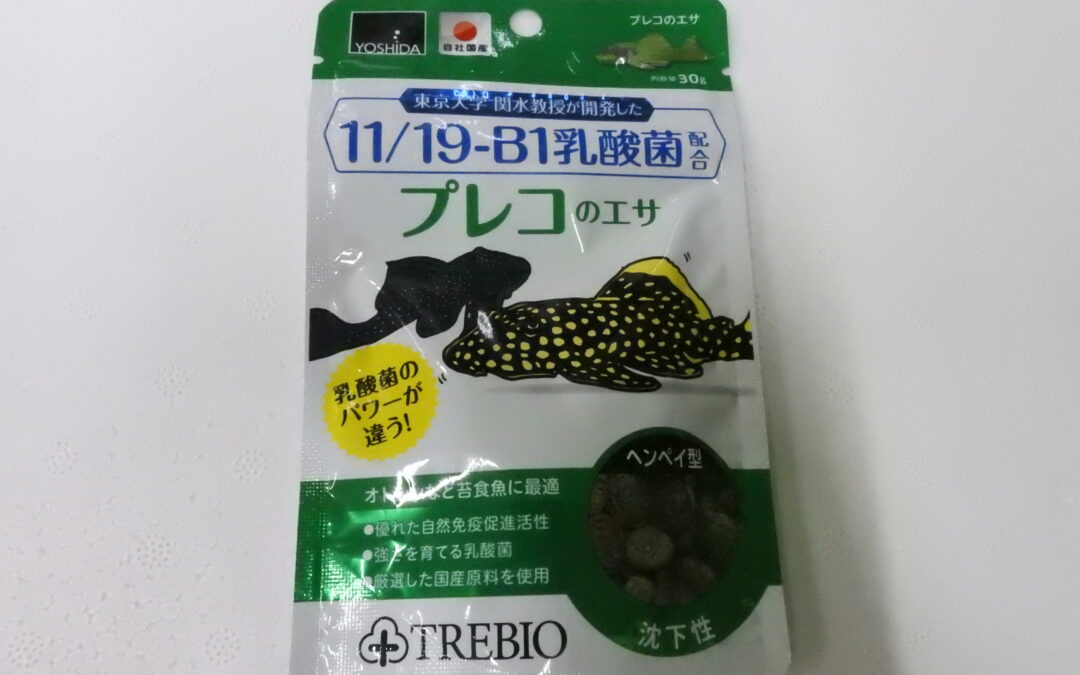 YOSHIDA
自社国産
プレコのエサ
内容量 30g
東京大学 関水教授が開発した
11/19-B1乳酸菌配合
プレコのエサ
乳酸菌の
パワーが
違う!
ヘンペイ型
など苔食魚に最適
●優れた自然免疫促進活性
●強さを育てる乳酸菌
●厳選した国産原料を使用
沈下性
TREBIO